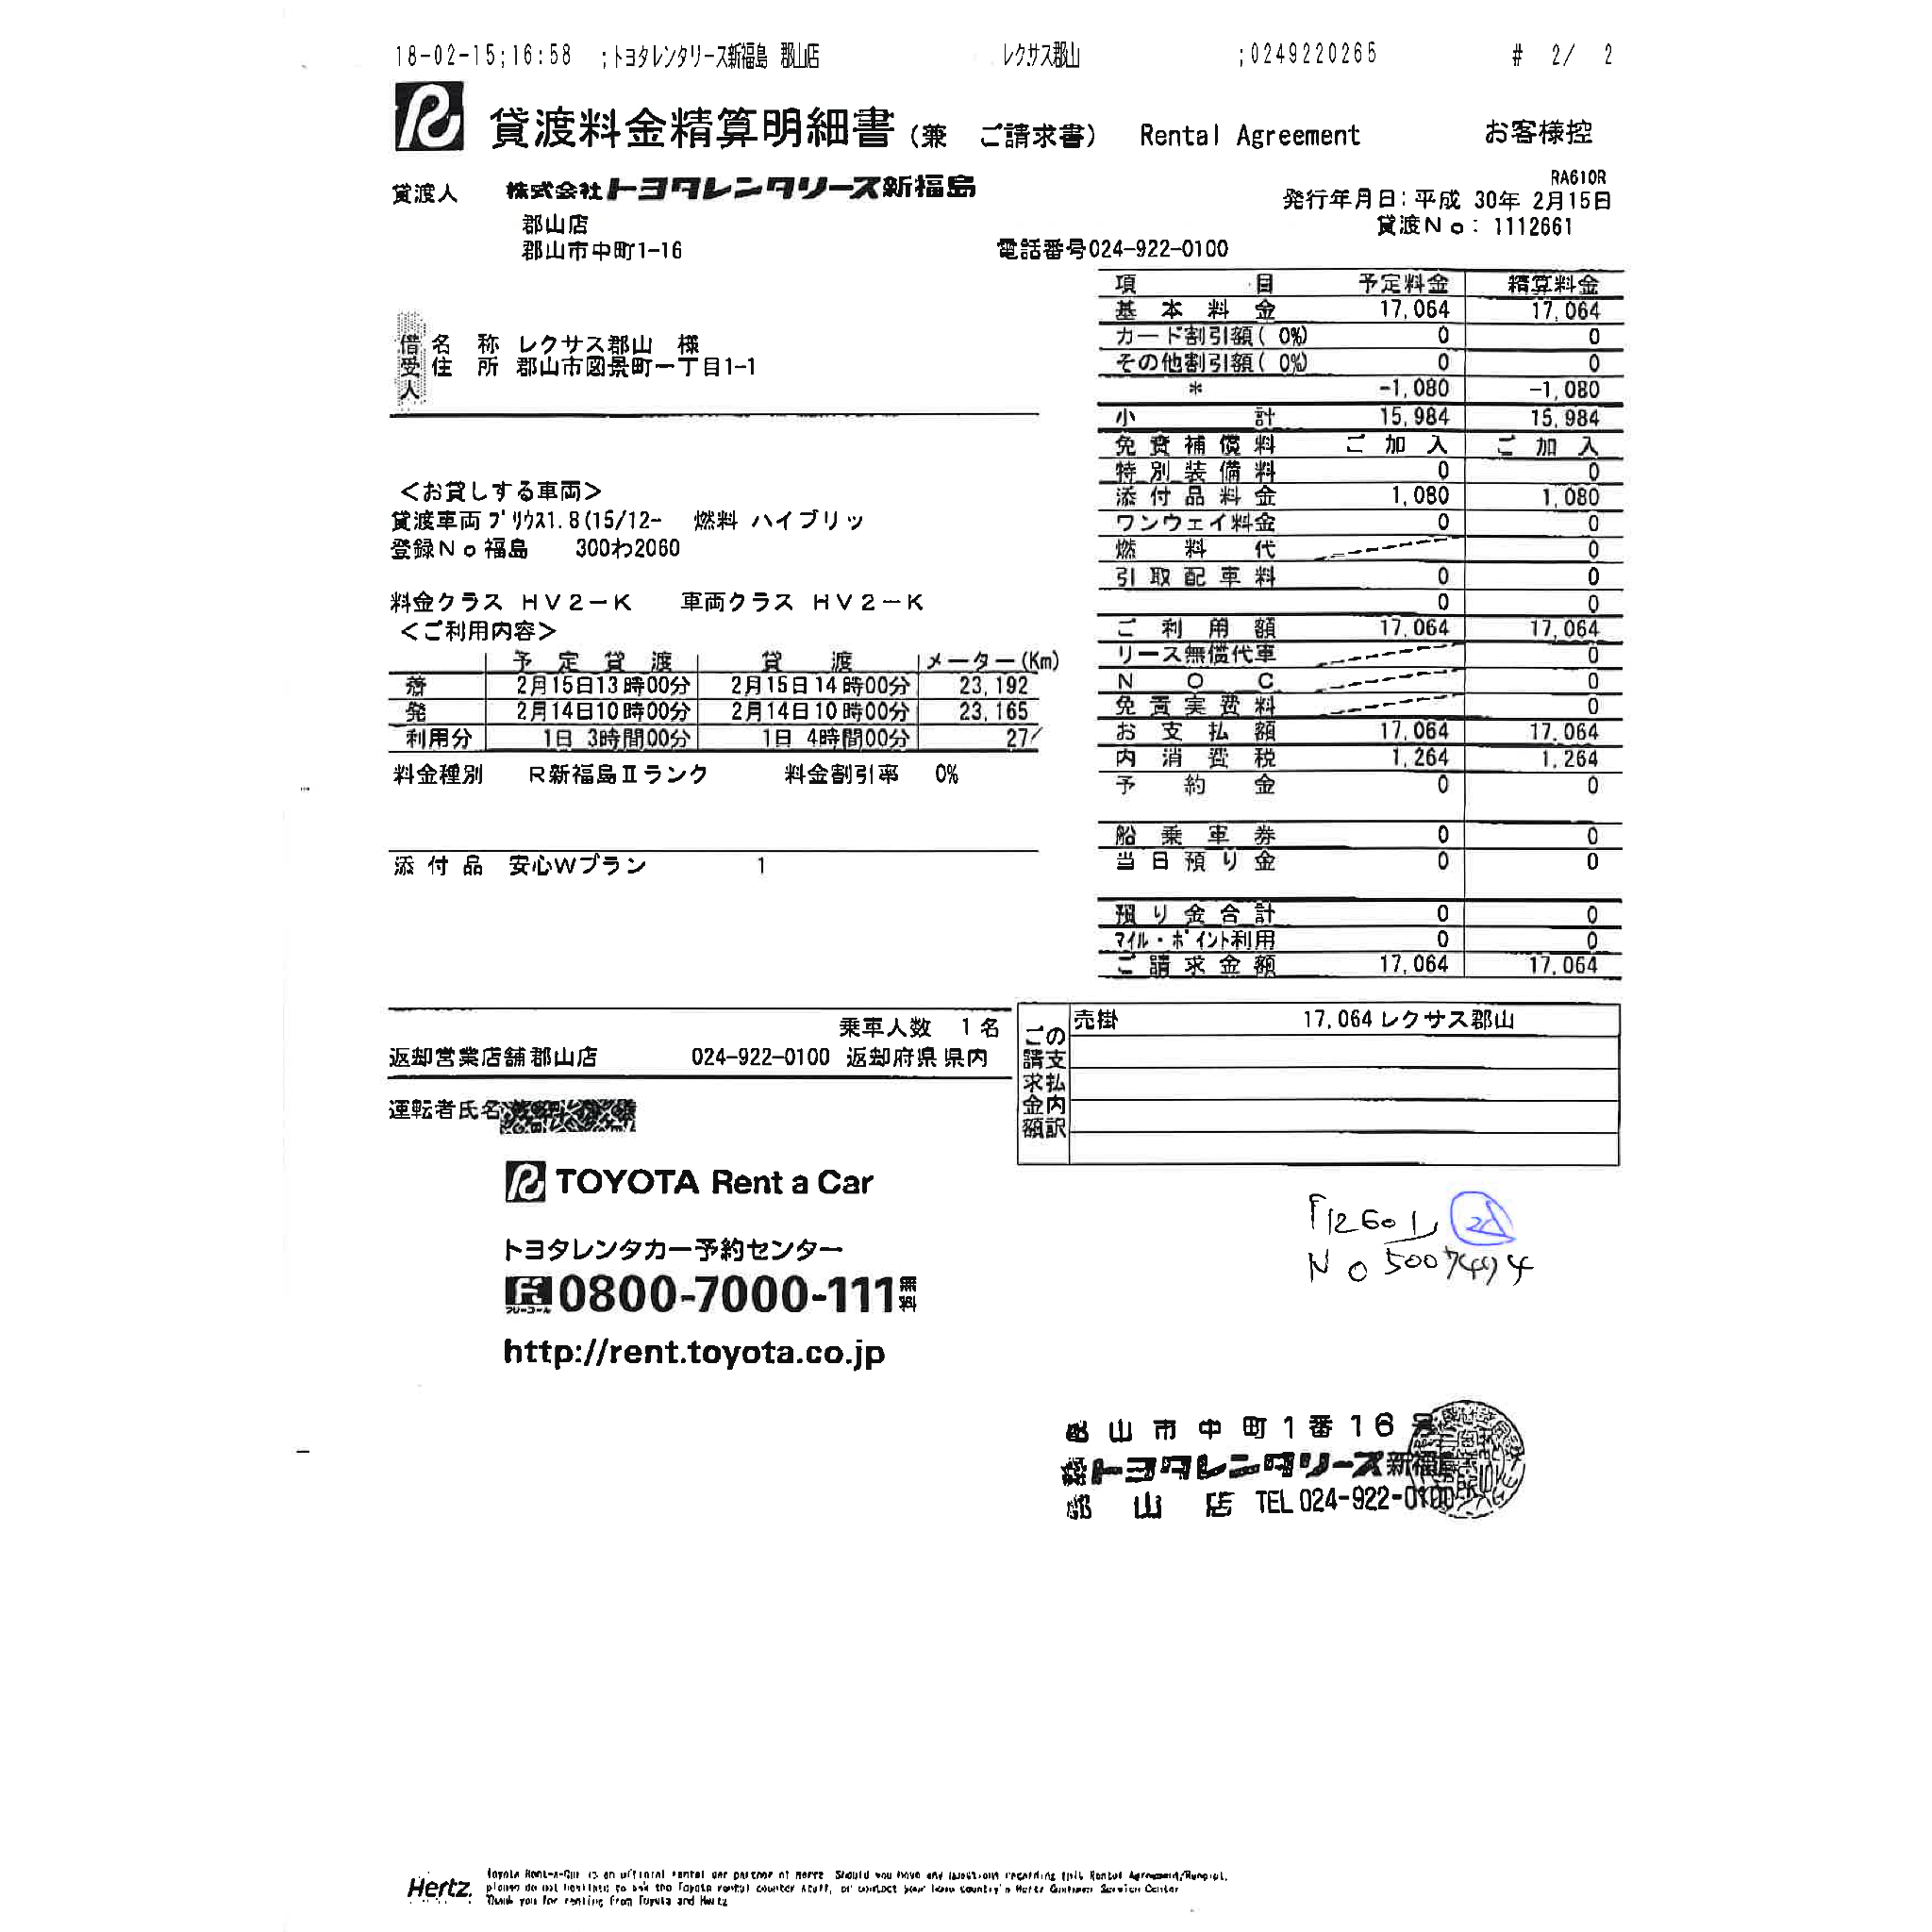 18-02-15;16:58 ;トヨタレンタリース新福島 郡山店 レクサス郡山 ;0249220265 # 2/ 2
貸渡料金精算明細書(兼 ご請求書) Rental Agreement お客様控
RA610R
貸渡人 株式会社トヨタレンタリース新福島
発行年月日:平成 30年 2月15日
郡山店
貸渡No: 1112661
郡山市中町1-16
電話番号024-922-0100
借受人
名 称 レクサス郡山 様
住 所 郡山市図景町一丁目1-1
<お貸しする車両>
貸渡車両 プリウス1.8(15/12- 燃料 ハイブリッ
登録No 福島 300わ2060
料金クラス HV2-K 車両クラス HV2-K
<ご利用内容>
予定貸渡 貸渡 メーター(Km)
着 2月15日13時00分 2月15日14時00分 23,192
発 2月14日10時00分 2月14日10時00分 23,165
利用分 1日 3時間00分 1日 4時間00分 27
料金種別 R新福島Ⅱランク 料金割引率 0%
添付品 安心Wプラン 1
項目 予定料金 精算料金
基本料金 17,064 17,064
カード割引額( 0%) 0 0
その他割引額( 0%) 0 0
* -1,080 -1,080
小計 15,984 15,984
免責補償料 ご加入 ご加入
特別装備料 0 0
添付品料金 1,080 1,080
ワンウェイ料金 0 0
燃料代 0
引取配車料 0 0
0 0
ご利用額 17,064 17,064
リース無償代車 0
NOC 0
免責実費料 0
お支払額 17,064 17,064
内消費税 1,264 1,264
予約金 0 0
船乗車券 0 0
当日預り金 0 0
預り金合計 0 0
マイル・ポイント利用 0 0
ご請求金額 17,064 17,064
乗車人数 1 名
返却営業店舗 郡山店 024-922-0100 返却府県 県内
運転者氏名
この請求金額支払内訳
売掛 17,064 レクサス郡山
TOYOTA Rent a Car
トヨタレンタカー予約センター
フリーコール 0800-7000-111 無料
http://rent.toyota.co.jp
No 5007494
郡山市中町1番16号
トヨタレンタリース新福島
郡山店 TEL 024-922-0100
Hertz. Toyota Rent-a-Car is an official rental car partner of Hertz. Should you have any questions regarding this Rental Agreement/Receipt,
please do not hesitate to ask the Toyota rental counter staff, or contact your home country's Hertz Customer Service Center
Thank you for renting from Toyota and Hertz